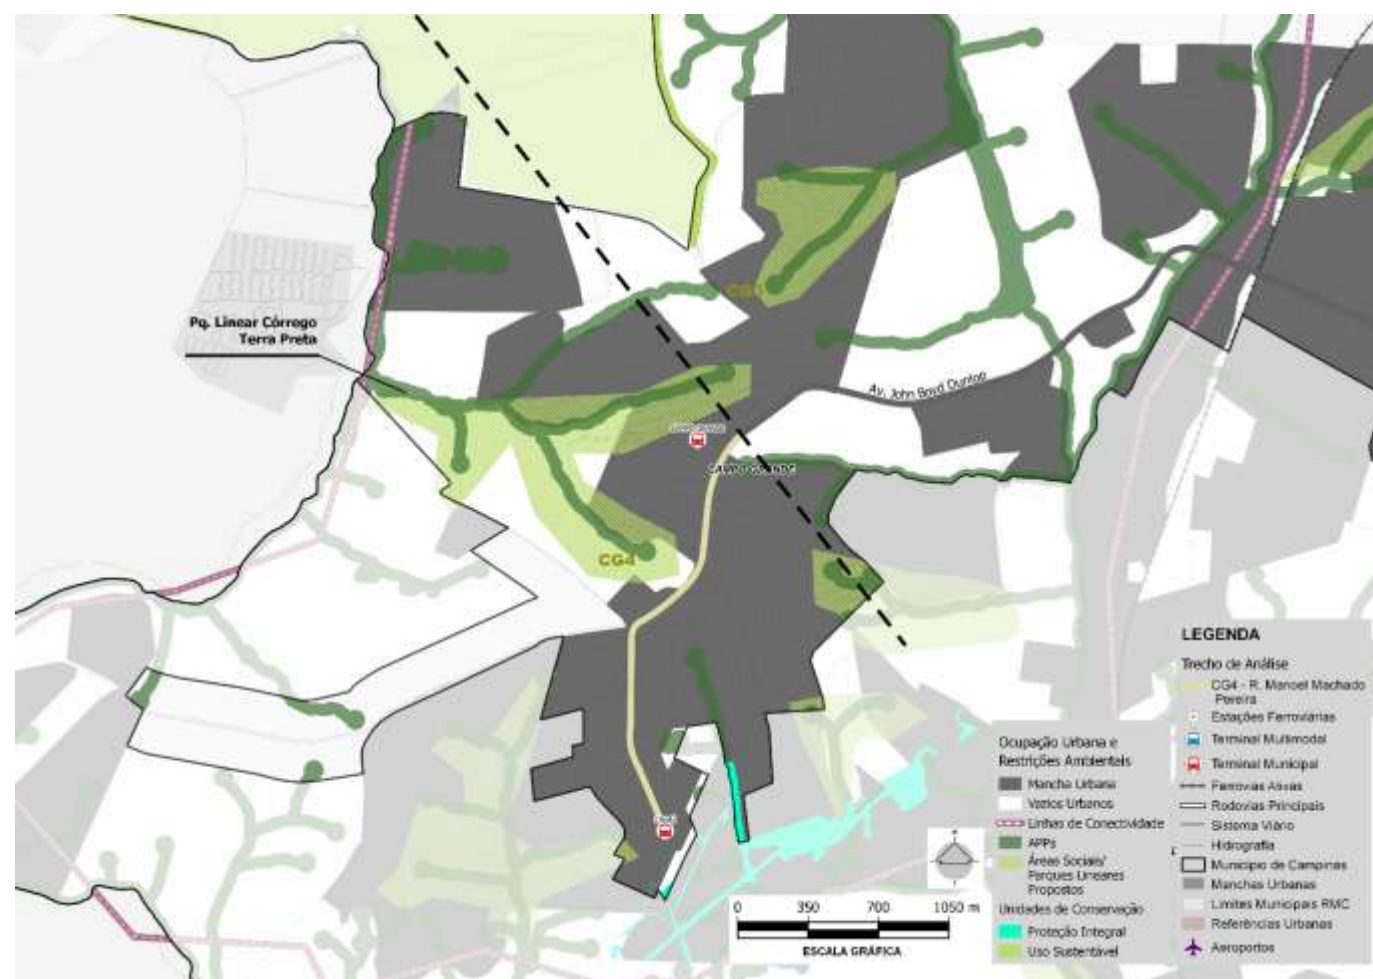 Pq. Linear Córrego
Terra Preta
CG4
Av. John Boyd Dunlop
CAMPO GRANDE
CG4
LEGENDA
Trecho de Análise
CG4 - R. Manoel Machado
Pereira
Estações Ferroviárias
Terminal Multimodal
Terminal Municipal
Ferrovias Ativas
Rodovias Principais
Sistema Viário
Hidrografia
Município de Campinas
Manchas Urbanas
Limites Municipais RMC
Referências Urbanas
Aeroportos
Ocupação Urbana e
Restrições Ambientais
Mancha Urbana
Vazios Urbanos
Linhas de Conectividade
APPs
Áreas Sociais/
Parques Lineares
Propostos
Unidades de Conservação
Proteção Integral
Uso Sustentável
0 350 700 1050 m
ESCALA GRÁFICA